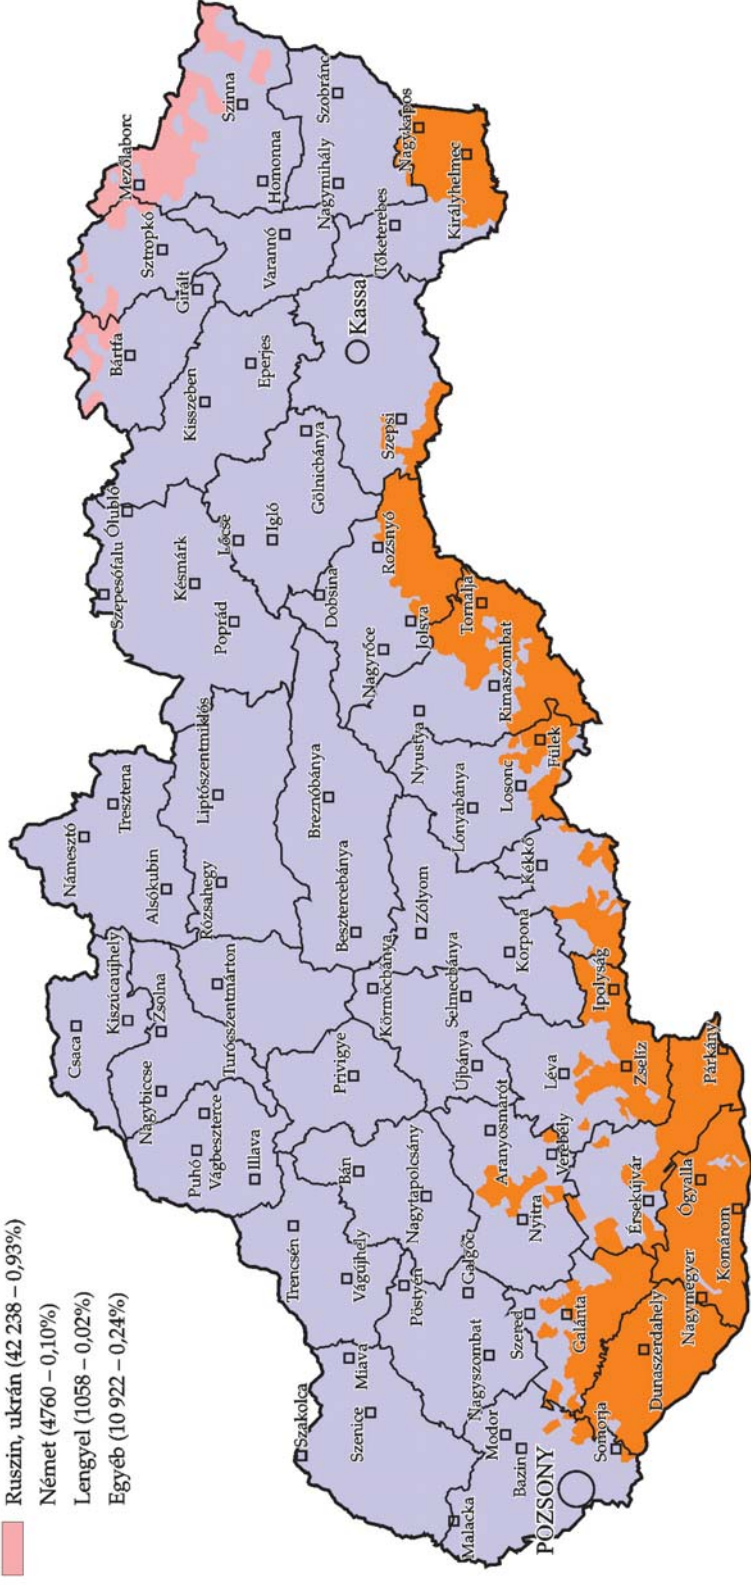 Ruszin, ukrán (42 238 – 0,93%)
Német (4760 – 0,10%)
Lengyel (1058 – 0,02%)
Egyéb (10 922 – 0,24%)
Námesztó
Tresztena
Alsókubin
Csaca
Kiszúcaújhely
Zsolna
Nagybiccse
Puhó
Vágbeszterce
Illava
Turócszentmárton
Rózsahegy
Liptószentmiklós
Szepesófalu
Ólubló
Késmárk
Poprád
Lőcse
Igló
Gölnicbánya
Kisszeben
Eperjes
Bártfa
Girált
Sztropkó
Mezőlaborc
Szinna
Homonna
Varannó
Szobránc
Nagymihály
Tőketerebes
Nagykapos
Királyhelmec
Kassa
Szepsi
Rozsnyó
Dobsina
Nagyrőce
Jolsva
Tornalja
Rimaszombat
Nyustya
Breznóbánya
Besztercebánya
Zólyom
Lónyabánya
Losonc
Fülek
Kékkő
Korpona
Körmöcbánya
Selmecbánya
Újbánya
Ipolyság
Léva
Zselíz
Párkány
Privigye
Bán
Nagytapolcsány
Aranyosmarót
Verebély
Nyitra
Érsekújvár
Ógyalla
Komárom
Trencsén
Vágújhely
Pöstyén
Galgóc
Szakolca
Miava
Szenice
Nagyszombat
Szered
Galánta
Nagymegyer
Dunaszerdahely
Somorja
Malacka
Modor
Bazin
POZSONY